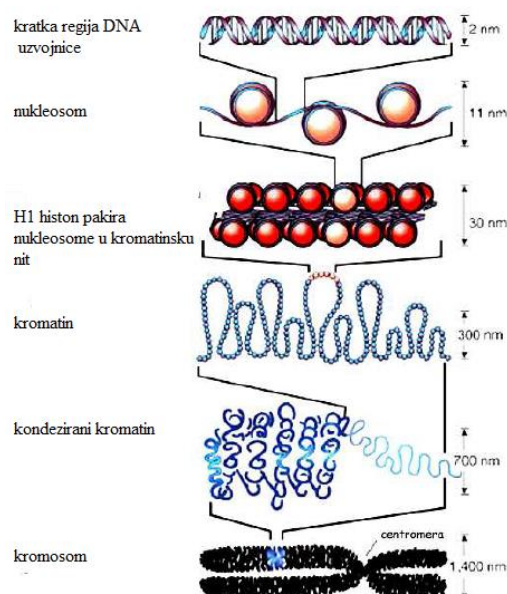 kratka regija DNA
uzvojnice
2 nm
nukleosom
11 nm
H1 histon pakira
nukleosome u kromatinsku
nit
30 nm
kromatin
300 nm
kondezirani kromatin
700 nm
centromera
kromosom
1,400 nm